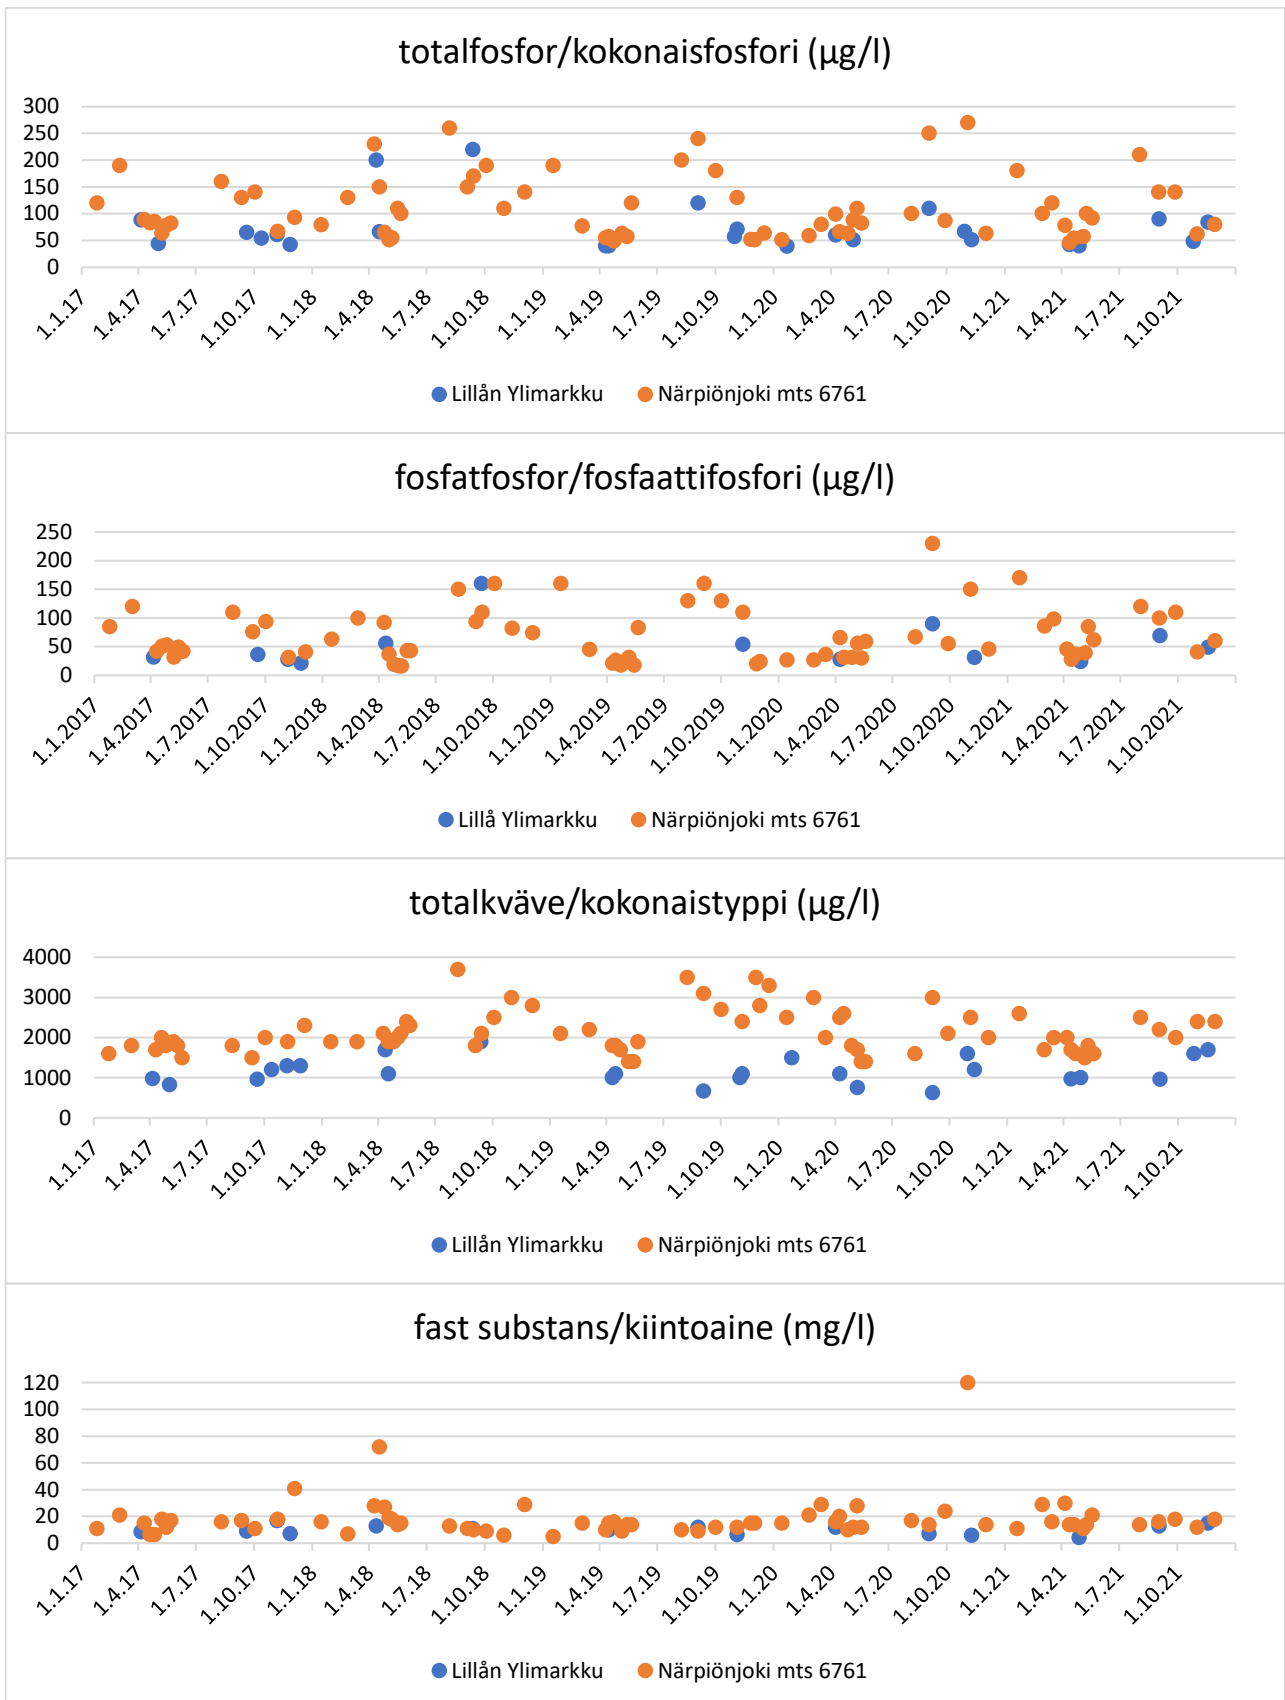 totalfosfor/kokonaisfosfori (µg/l)
300
250
200
150
100
50
0
1.1.17 1.4.17 1.7.17 1.10.17 1.1.18 1.4.18 1.7.18 1.10.18 1.1.19 1.4.19 1.7.19 1.10.19 1.1.20 1.4.20 1.7.20 1.10.20 1.1.21 1.4.21 1.7.21 1.10.21
Lillån Ylimarkku Närpiönjoki mts 6761
fosfatfosfor/fosfaattifosfori (µg/l)
250
200
150
100
50
0
1.1.2017 1.4.2017 1.7.2017 1.10.2017 1.1.2018 1.4.2018 1.7.2018 1.10.2018 1.1.2019 1.4.2019 1.7.2019 1.10.2019 1.1.2020 1.4.2020 1.7.2020 1.10.2020 1.1.2021 1.4.2021 1.7.2021 1.10.2021
Lillå Ylimarkku Närpiönjoki mts 6761
totalkväve/kokonaistyppi (µg/l)
4000
3000
2000
1000
0
1.1.17 1.4.17 1.7.17 1.10.17 1.1.18 1.4.18 1.7.18 1.10.18 1.1.19 1.4.19 1.7.19 1.10.19 1.1.20 1.4.20 1.7.20 1.10.20 1.1.21 1.4.21 1.7.21 1.10.21
Lillån Ylimarkku Närpiönjoki mts 6761
fast substans/kiintoaine (mg/l)
120
100
80
60
40
20
0
1.1.17 1.4.17 1.7.17 1.10.17 1.1.18 1.4.18 1.7.18 1.10.18 1.1.19 1.4.19 1.7.19 1.10.19 1.1.20 1.4.20 1.7.20 1.10.20 1.1.21 1.4.21 1.7.21 1.10.21
Lillån Ylimarkku Närpiönjoki mts 6761